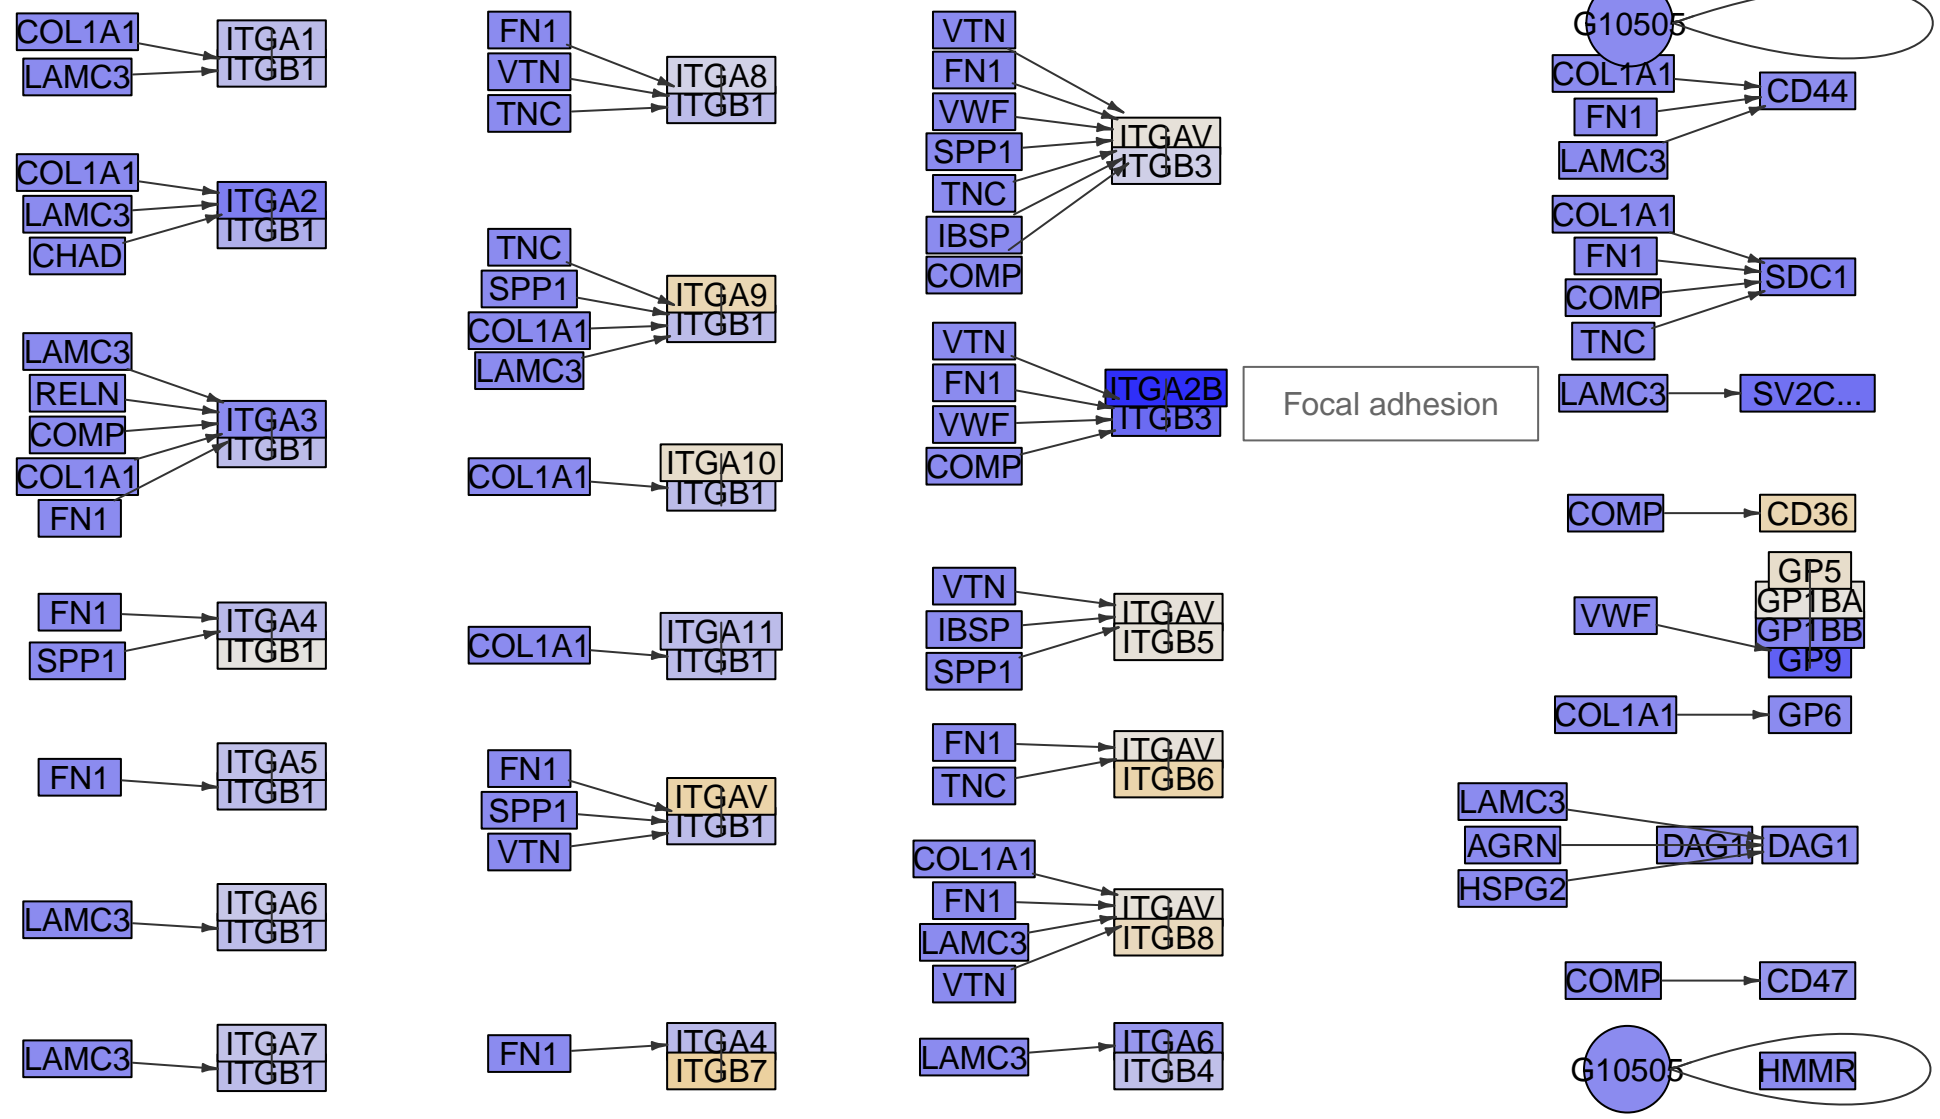 COL1A1
LAMC3
ITGA1
ITGB1
COL1A1
LAMC3
CHAD
ITGA2
ITGB1
LAMC3
RELN
COMP
COL1A1
FN1
ITGA3
ITGB1
FN1
SPP1
ITGA4
ITGB1
FN1
ITGA5
ITGB1
LAMC3
ITGA6
ITGB1
LAMC3
ITGA7
ITGB1
FN1
VTN
TNC
ITGA8
ITGB1
TNC
SPP1
COL1A1
LAMC3
ITGA9
ITGB1
COL1A1
ITGA10
ITGB1
COL1A1
ITGA11
ITGB1
FN1
SPP1
VTN
ITGAV
ITGB1
FN1
ITGA4
ITGB7
VTN
FN1
VWF
SPP1
TNC
IBSP
COMP
ITGAV
ITGB3
VTN
FN1
VWF
COMP
ITGA2B
ITGB3
Focal adhesion
VTN
IBSP
SPP1
ITGAV
ITGB5
FN1
TNC
ITGAV
ITGB6
COL1A1
FN1
LAMC3
VTN
ITGAV
ITGB8
LAMC3
ITGA6
ITGB4
G10505
COL1A1
FN1
LAMC3
CD44
COL1A1
FN1
COMP
TNC
SDC1
LAMC3
SV2C...
COMP
CD36
VWF
GP5
GP1BA
GP1BB
GP9
COL1A1
GP6
LAMC3
AGRN
HSPG2
DAG1
DAG1
COMP
CD47
G10505
HMMR